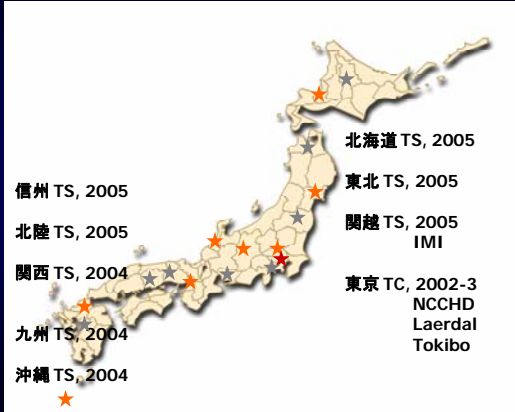 北海道 TS, 2005
東北 TS, 2005
関越 TS, 2005
IMI
東京 TC, 2002-3
NCCHD
Laerdal
Tokibo
信州 TS, 2005
北陸 TS, 2005
関西 TS, 2004
九州 TS, 2004
沖縄 TS, 2004